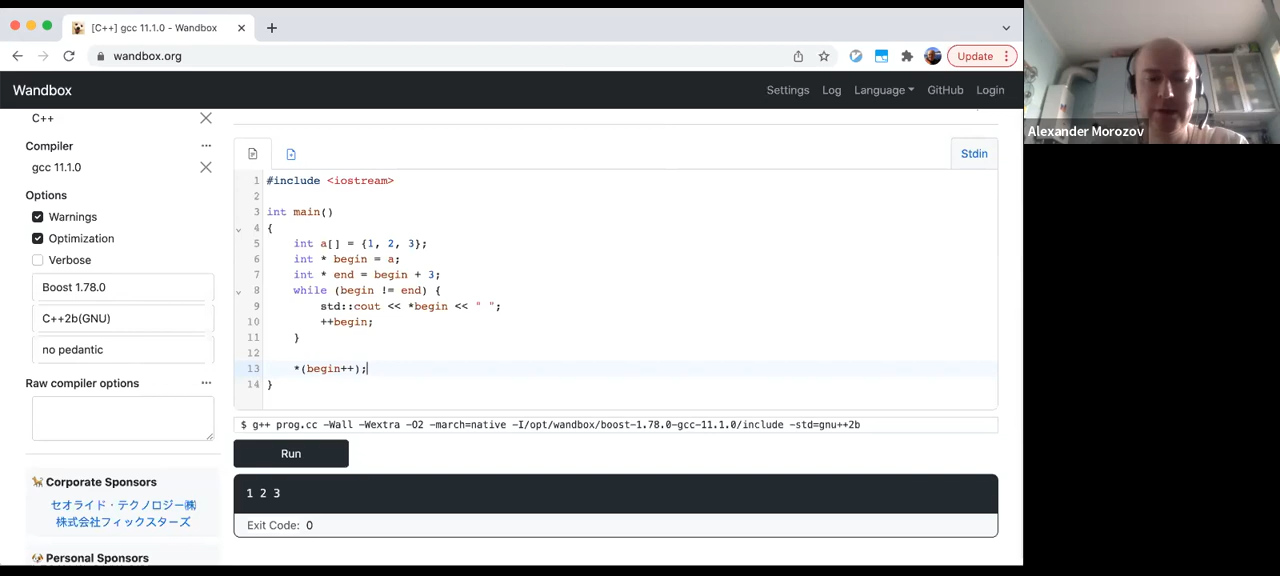 [C++] gcc 11.1.0 - Wandbox
wandbox.org
Update
Wandbox
Settings
Log
Language
GitHub
Login
C++
Compiler
gcc 11.1.0
Options
Warnings
Optimization
Verbose
Boost 1.78.0
C++2b(GNU)
no pedantic
Raw compiler options
Corporate Sponsors
セオライド・テクノロジー㈱
株式会社フィックスターズ
Personal Sponsors
Stdin
1 #include <iostream>
2
3 int main()
4 {
5 int a[] = {1, 2, 3};
6 int * begin = a;
7 int * end = begin + 3;
8 while (begin != end) {
9 std::cout << *begin << " ";
10 ++begin;
11 }
12
13 *(begin++);
14 }
$ g++ prog.cc -Wall -Wextra -O2 -march=native -I/opt/wandbox/boost-1.78.0-gcc-11.1.0/include -std=gnu++2b
Run
1 2 3
Exit Code: 0
Alexander Morozov